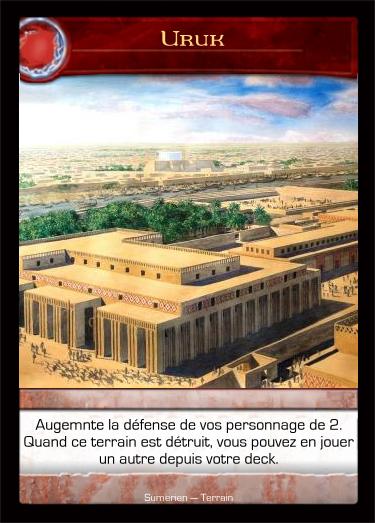 Uruk
Augemnte la défense de vos personnage de 2.
Quand ce terrain est détruit, vous pouvez en jouer
un autre depuis votre deck.
Sumerien — Terrain